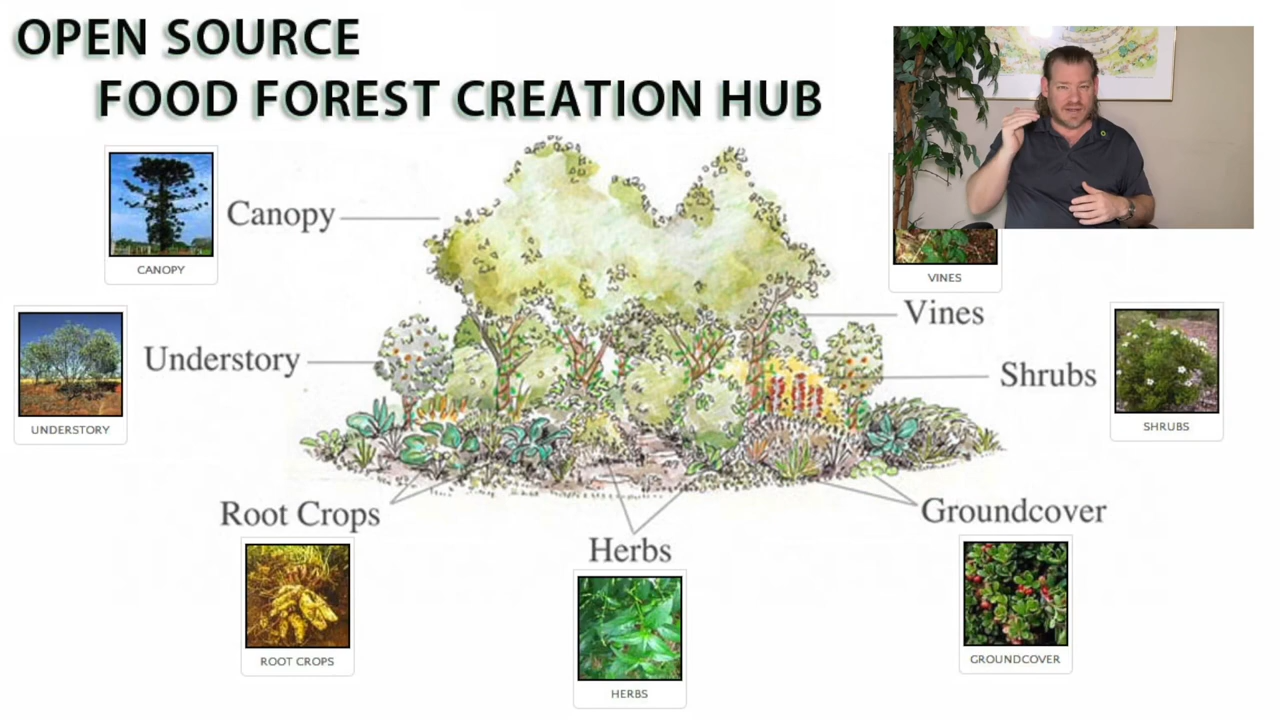 OPEN SOURCE
FOOD FOREST CREATION HUB
Canopy
CANOPY
VINES
Vines
Understory
UNDERSTORY
Shrubs
SHRUBS
Root Crops
ROOT CROPS
Herbs
HERBS
Groundcover
GROUNDCOVER